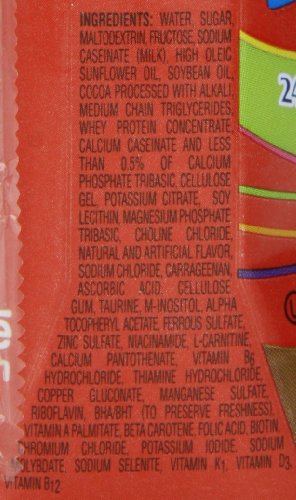 INGREDIENTS: WATER, SUGAR,
MALTODEXTRIN, FRUCTOSE, SODIUM
CASEINATE (MILK), HIGH OLEIC
SUNFLOWER OIL, SOYBEAN OIL,
COCOA PROCESSED WITH ALKALI,
MEDIUM CHAIN TRIGLYCERIDES,
WHEY PROTEIN CONCENTRATE,
CALCIUM CASEINATE AND LESS
THAN 0.5% OF CALCIUM
PHOSPHATE TRIBASIC, CELLULOSE
GEL, POTASSIUM CITRATE, SOY
LECITHIN, MAGNESIUM PHOSPHATE
TRIBASIC, CHOLINE CHLORIDE,
NATURAL AND ARTIFICIAL FLAVOR,
SODIUM CHLORIDE, CARRAGEENAN,
ASCORBIC ACID, CELLULOSE
GUM, TAURINE, M-INOSITOL, ALPHA
TOCOPHERYL ACETATE, FERROUS SULFATE,
ZINC SULFATE, NIACINAMIDE, L-CARNITINE,
CALCIUM PANTOTHENATE, VITAMIN B6
HYDROCHLORIDE, THIAMINE HYDROCHLORIDE,
COPPER GLUCONATE, MANGANESE SULFATE,
RIBOFLAVIN, BHA/BHT (TO PRESERVE FRESHNESS),
VITAMIN A PALMITATE, BETA CAROTENE, FOLIC ACID, BIOTIN,
CHROMIUM CHLORIDE, POTASSIUM IODIDE, SODIUM
MOLYBDATE, SODIUM SELENITE, VITAMIN K1, VITAMIN D3,
VITAMIN B12
24